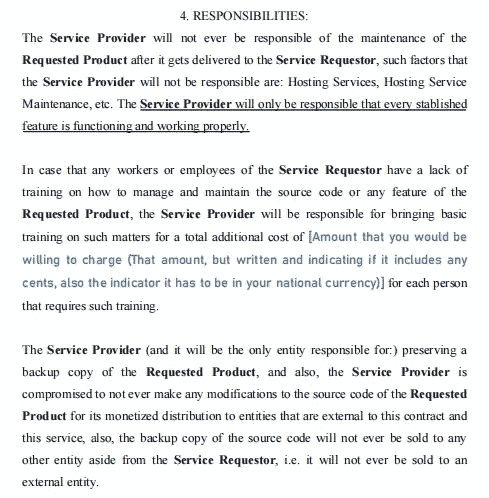 4. RESPONSIBILITIES:
The Service Provider will not ever be responsible of the maintenance of the
Requested Product after it gets delivered to the Service Requestor, such factors that
the Service Provider will not be responsible are: Hosting Services, Hosting Service
Maintenance, etc. The Service Provider will only be responsible that every stablished
feature is functioning and working properly.
In case that any workers or employees of the Service Requestor have a lack of
training on how to manage and maintain the source code or any feature of the
Requested Product, the Service Provider will be responsible for bringing basic
training on such matters for a total additional cost of [Amount that you would be
willing to charge (That amount, but written and indicating if it includes any
cents, also the indicator it has to be in your national currency)] for each person
that requires such training.
The Service Provider (and it will be the only entity responsible for:) preserving a
backup copy of the Requested Product, and also, the Service Provider is
compromised to not ever make any modifications to the source code of the Requested
Product for its monetized distribution to entities that are external to this contract and
this service, also, the backup copy of the source code will not ever be sold to any
other entity aside from the Service Requestor, i.e. it will not ever be sold to an
external entity.